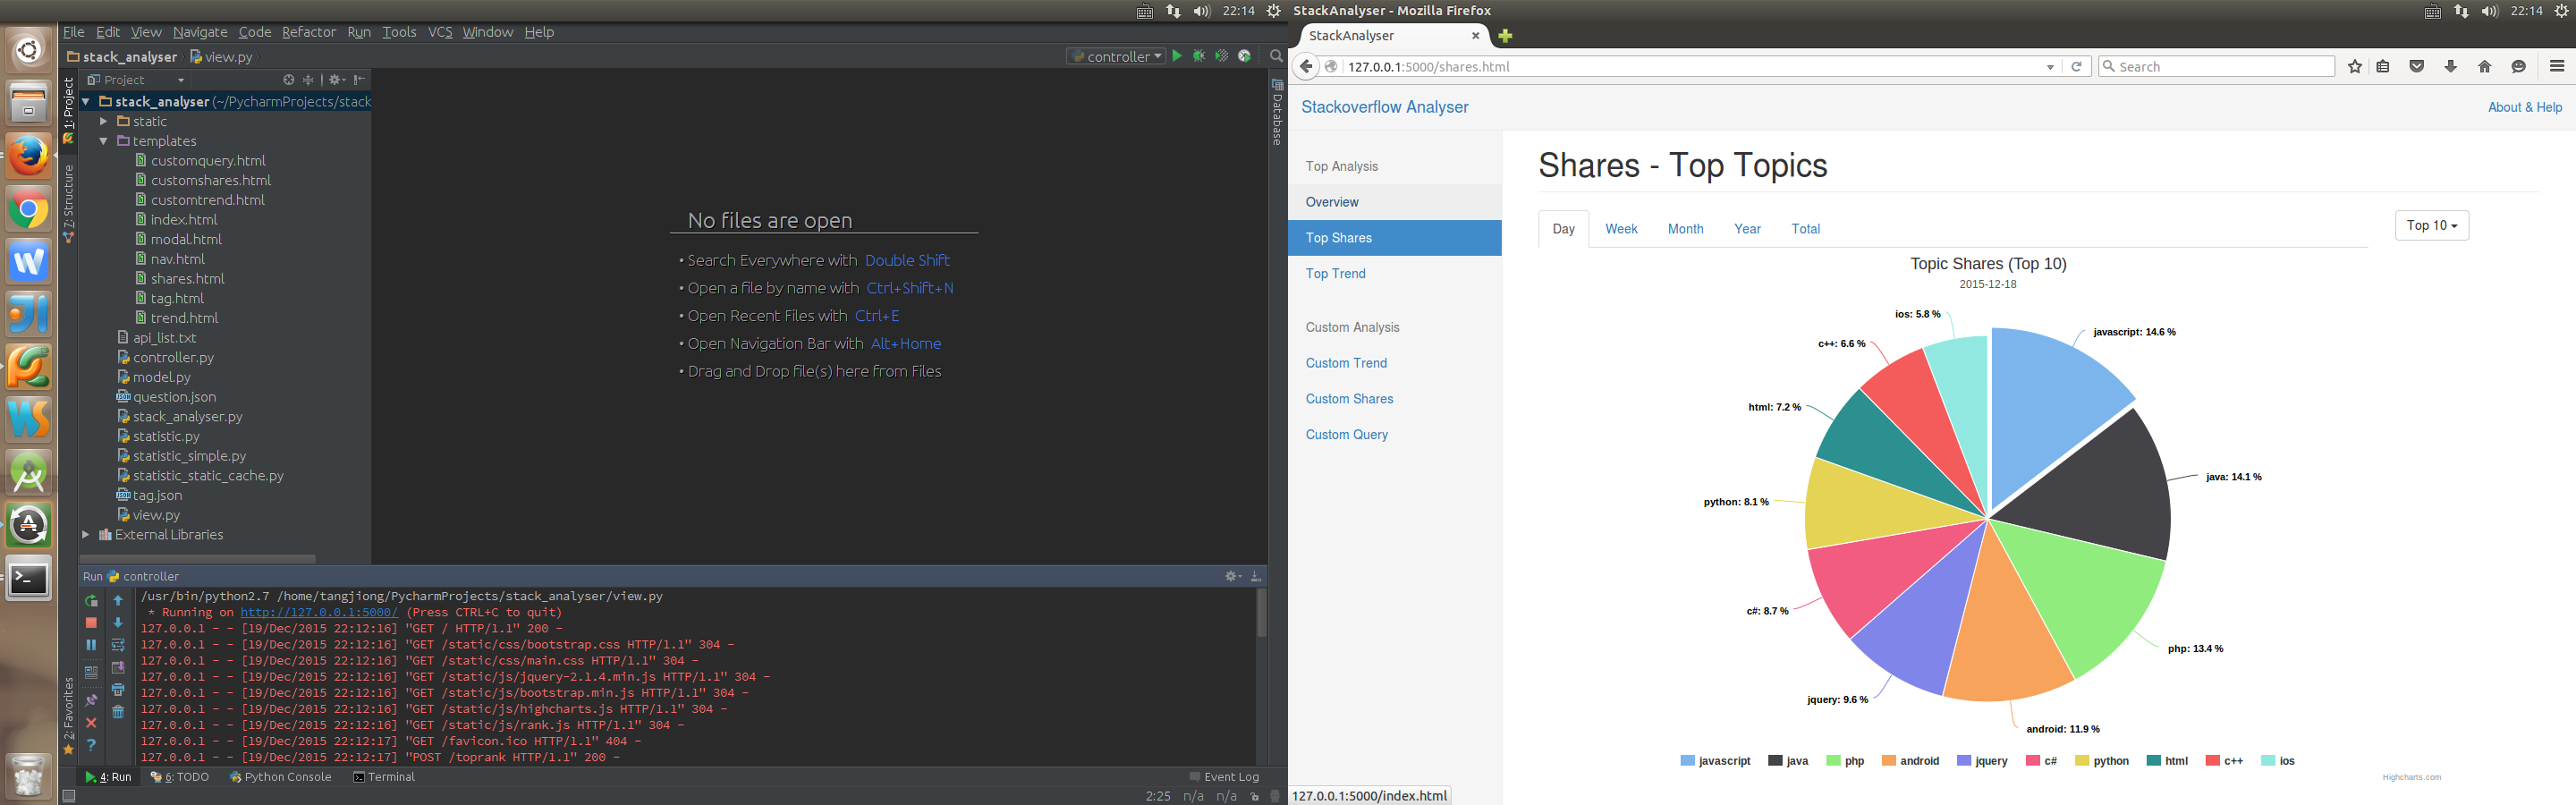 22:14
File Edit View Navigate Code Refactor Run Tools VCS Window Help
stack_analyser view.py
controller
Project
1: Project
7: Structure
2: Favorites
Database
stack_analyser (~/PycharmProjects/stack
static
templates
customquery.html
customshares.html
customtrend.html
index.html
modal.html
nav.html
shares.html
tag.html
trend.html
api_list.txt
controller.py
model.py
question.json
stack_analyser.py
statistic.py
statistic_simple.py
statistic_static_cache.py
tag.json
view.py
External Libraries
No files are open
• Search Everywhere with Double Shift
• Open a file by name with Ctrl+Shift+N
• Open Recent Files with Ctrl+E
• Open Navigation Bar with Alt+Home
• Drag and Drop file(s) here from Files
Run controller
/usr/bin/python2.7 /home/tangjiong/PycharmProjects/stack_analyser/view.py
* Running on http://127.0.0.1:5000/ (Press CTRL+C to quit)
127.0.0.1 - - [19/Dec/2015 22:12:16] "GET / HTTP/1.1" 200 -
127.0.0.1 - - [19/Dec/2015 22:12:16] "GET /static/css/bootstrap.css HTTP/1.1" 304 -
127.0.0.1 - - [19/Dec/2015 22:12:16] "GET /static/css/main.css HTTP/1.1" 304 -
127.0.0.1 - - [19/Dec/2015 22:12:16] "GET /static/js/jquery-2.1.4.min.js HTTP/1.1" 304 -
127.0.0.1 - - [19/Dec/2015 22:12:16] "GET /static/js/bootstrap.min.js HTTP/1.1" 304 -
127.0.0.1 - - [19/Dec/2015 22:12:16] "GET /static/js/highcharts.js HTTP/1.1" 304 -
127.0.0.1 - - [19/Dec/2015 22:12:16] "GET /static/js/rank.js HTTP/1.1" 304 -
127.0.0.1 - - [19/Dec/2015 22:12:17] "GET /favicon.ico HTTP/1.1" 404 -
127.0.0.1 - - [19/Dec/2015 22:12:17] "POST /toprank HTTP/1.1" 200 -
4: Run 6: TODO Python Console Terminal Event Log
2:25 n/a n/a
StackAnalyser - Mozilla Firefox 22:14
StackAnalyser
127.0.0.1:5000/shares.html Search
Stackoverflow Analyser About & Help
Top Analysis
Overview
Top Shares
Top Trend
Custom Analysis
Custom Trend
Custom Shares
Custom Query
Shares - Top Topics
Day Week Month Year Total Top 10
Topic Shares (Top 10)
2015-12-18
ios: 5.8 %
javascript: 14.6 %
c++: 6.6 %
html: 7.2 %
java: 14.1 %
python: 8.1 %
c#: 8.7 %
php: 13.4 %
jquery: 9.6 %
android: 11.9 %
javascript java php android jquery c# python html c++ ios
Highcharts.com
127.0.0.1:5000/index.html